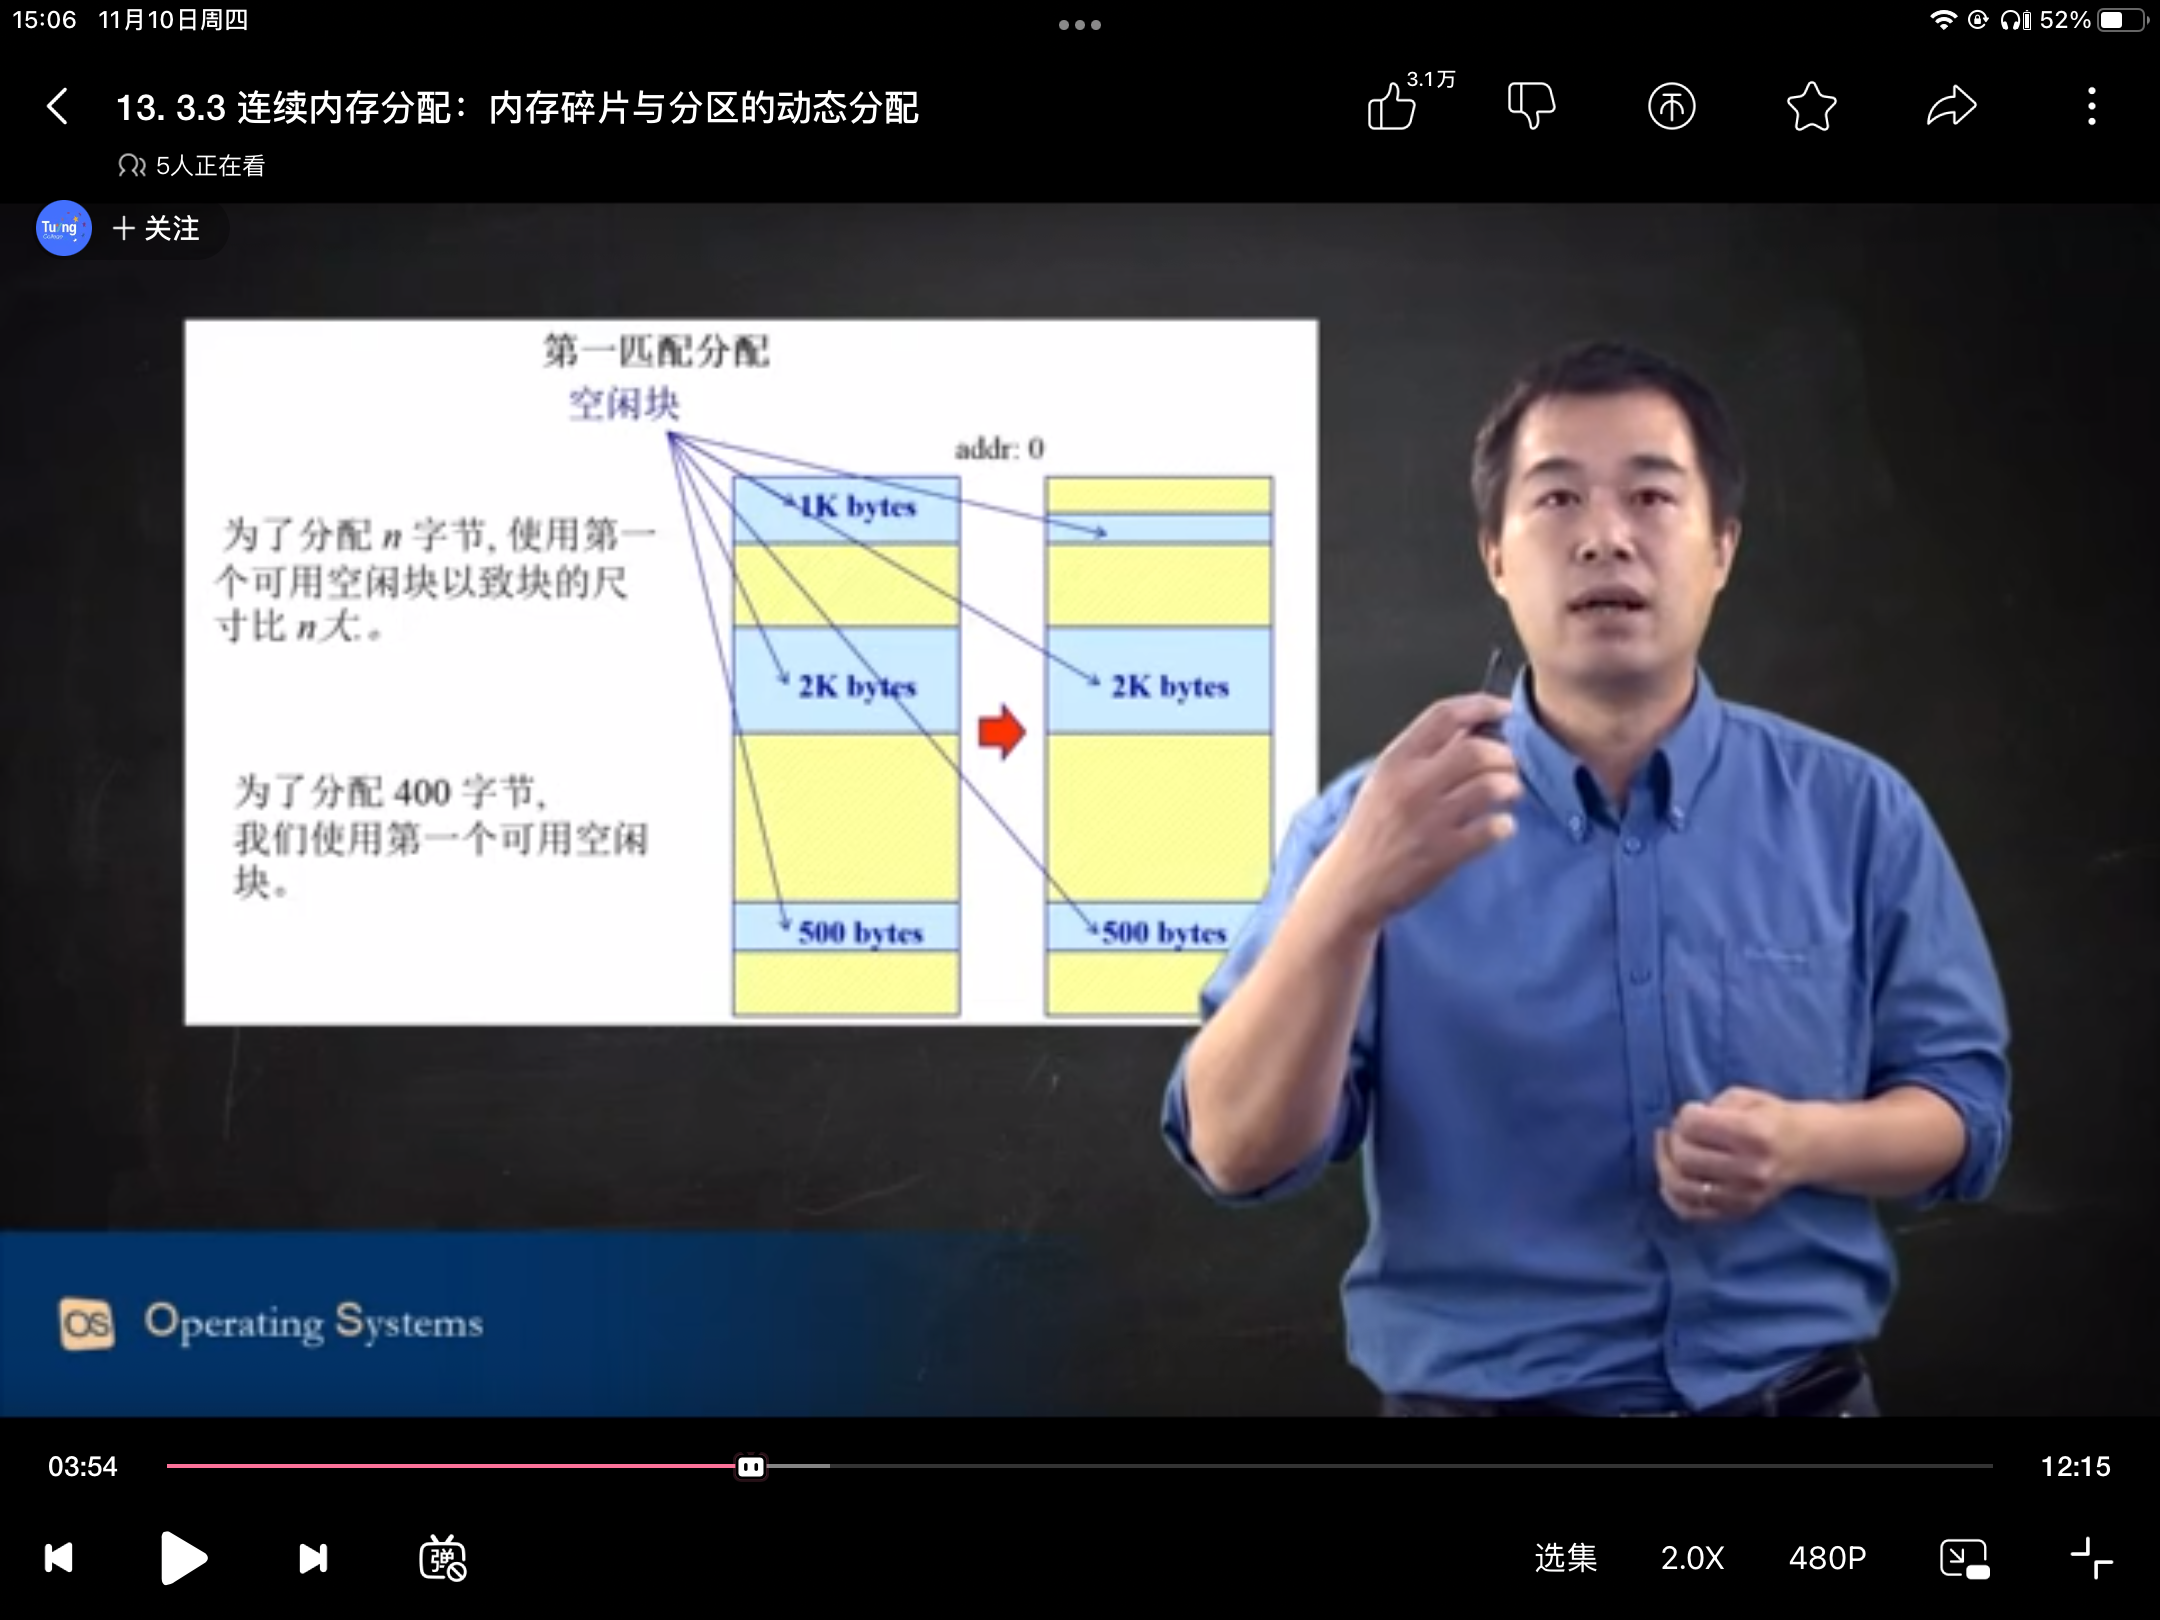 15:06 11月10日周四
52%
13. 3.3 连续内存分配：内存碎片与分区的动态分配
3.1万
5人正在看
Turing
College
＋ 关注
第一匹配分配
空闲块
addr: 0
为了分配 n 字节, 使用第一
个可用空闲块以致块的尺
寸比 n大.。
为了分配 400 字节,
我们使用第一个可用空闲
块。
1K bytes
2K bytes
500 bytes
2K bytes
500 bytes
OS Operating Systems
03:54
12:15
弹
选集 2.0X 480P